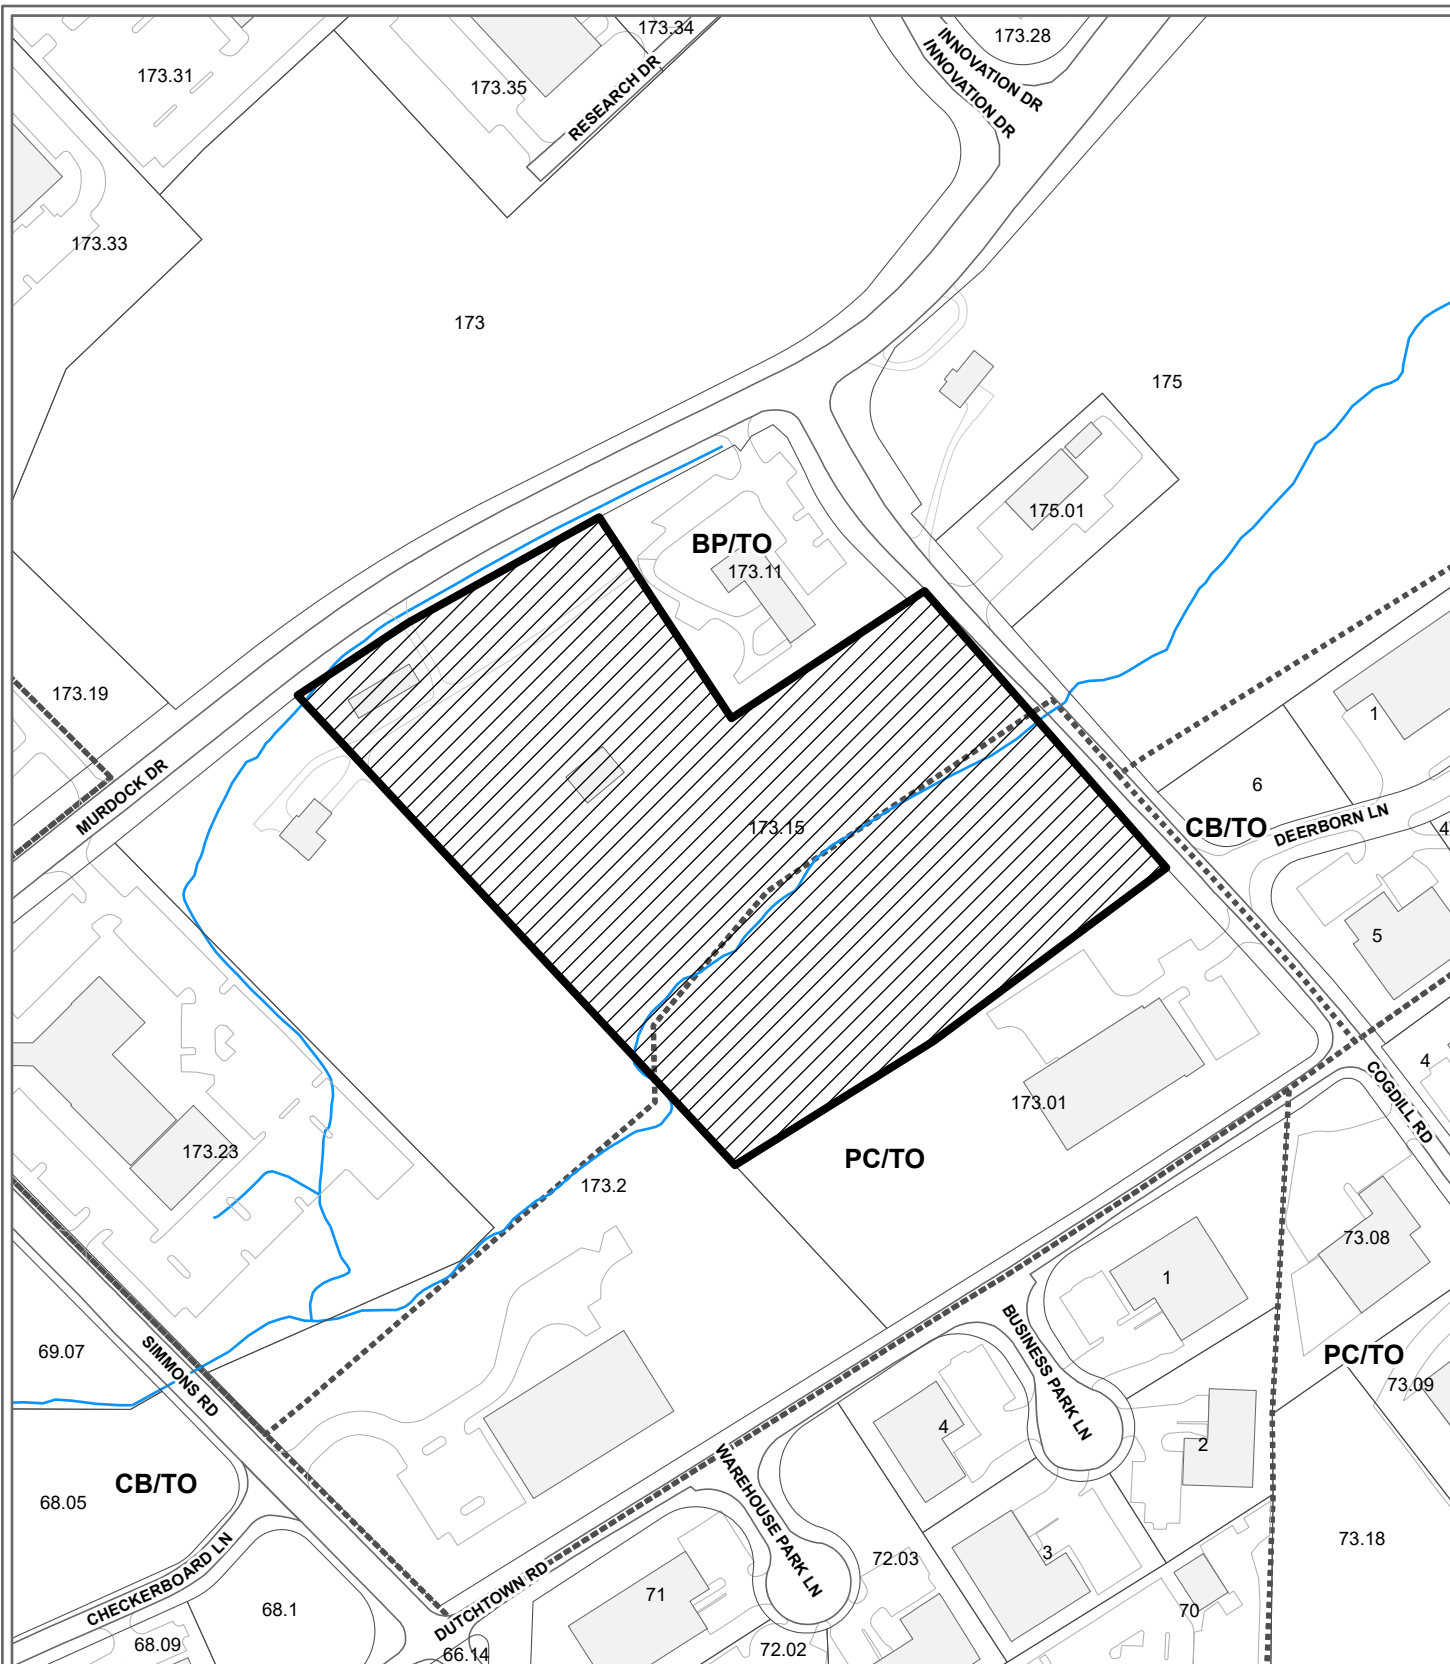 173.34
173.28
INNOVATION DR
INNOVATION DR
173.31
173.35
RESEARCH DR
173.33
173
175
175.01
BP/TO
173.11
173.19
1
MURDOCK DR
6
173.15
CB/TO
DEERBORN LN
4
5
4
173.01
COGDILL RD
173.23
PC/TO
173.2
73.08
1
69.07
SIMMONS RD
BUSINESS PARK LN
PC/TO
73.09
4
2
CB/TO
68.05
WAREHOUSE PARK LN
73.18
3
72.03
CHECKERBOARD LN
DUTCHTOWN RD
71
68.1
70
68.09
66.14
72.02